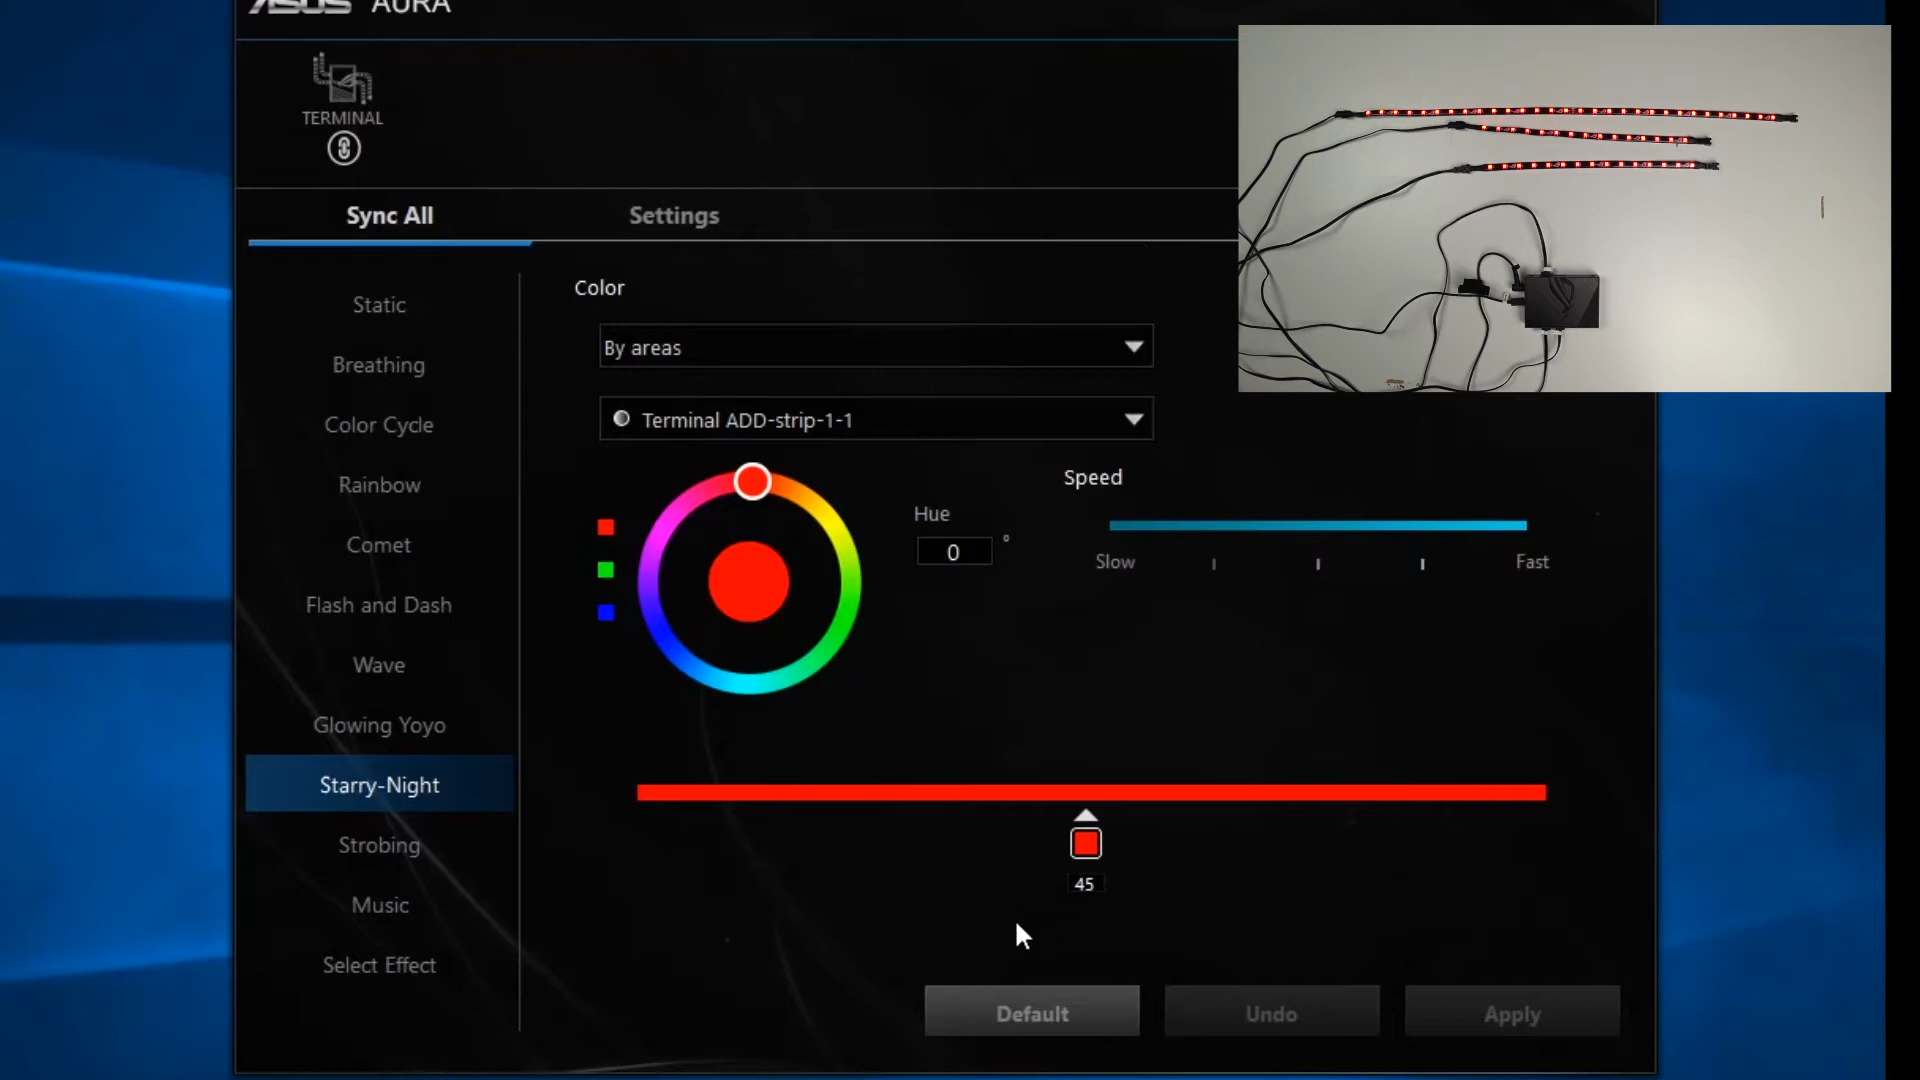 ASUS AURA
TERMINAL
Sync All
Settings
Static
Breathing
Color Cycle
Rainbow
Comet
Flash and Dash
Wave
Glowing Yoyo
Starry-Night
Strobing
Music
Select Effect
Color
By areas
Terminal ADD-strip-1-1
Hue
0 °
Speed
Slow
Fast
45
Default
Undo
Apply